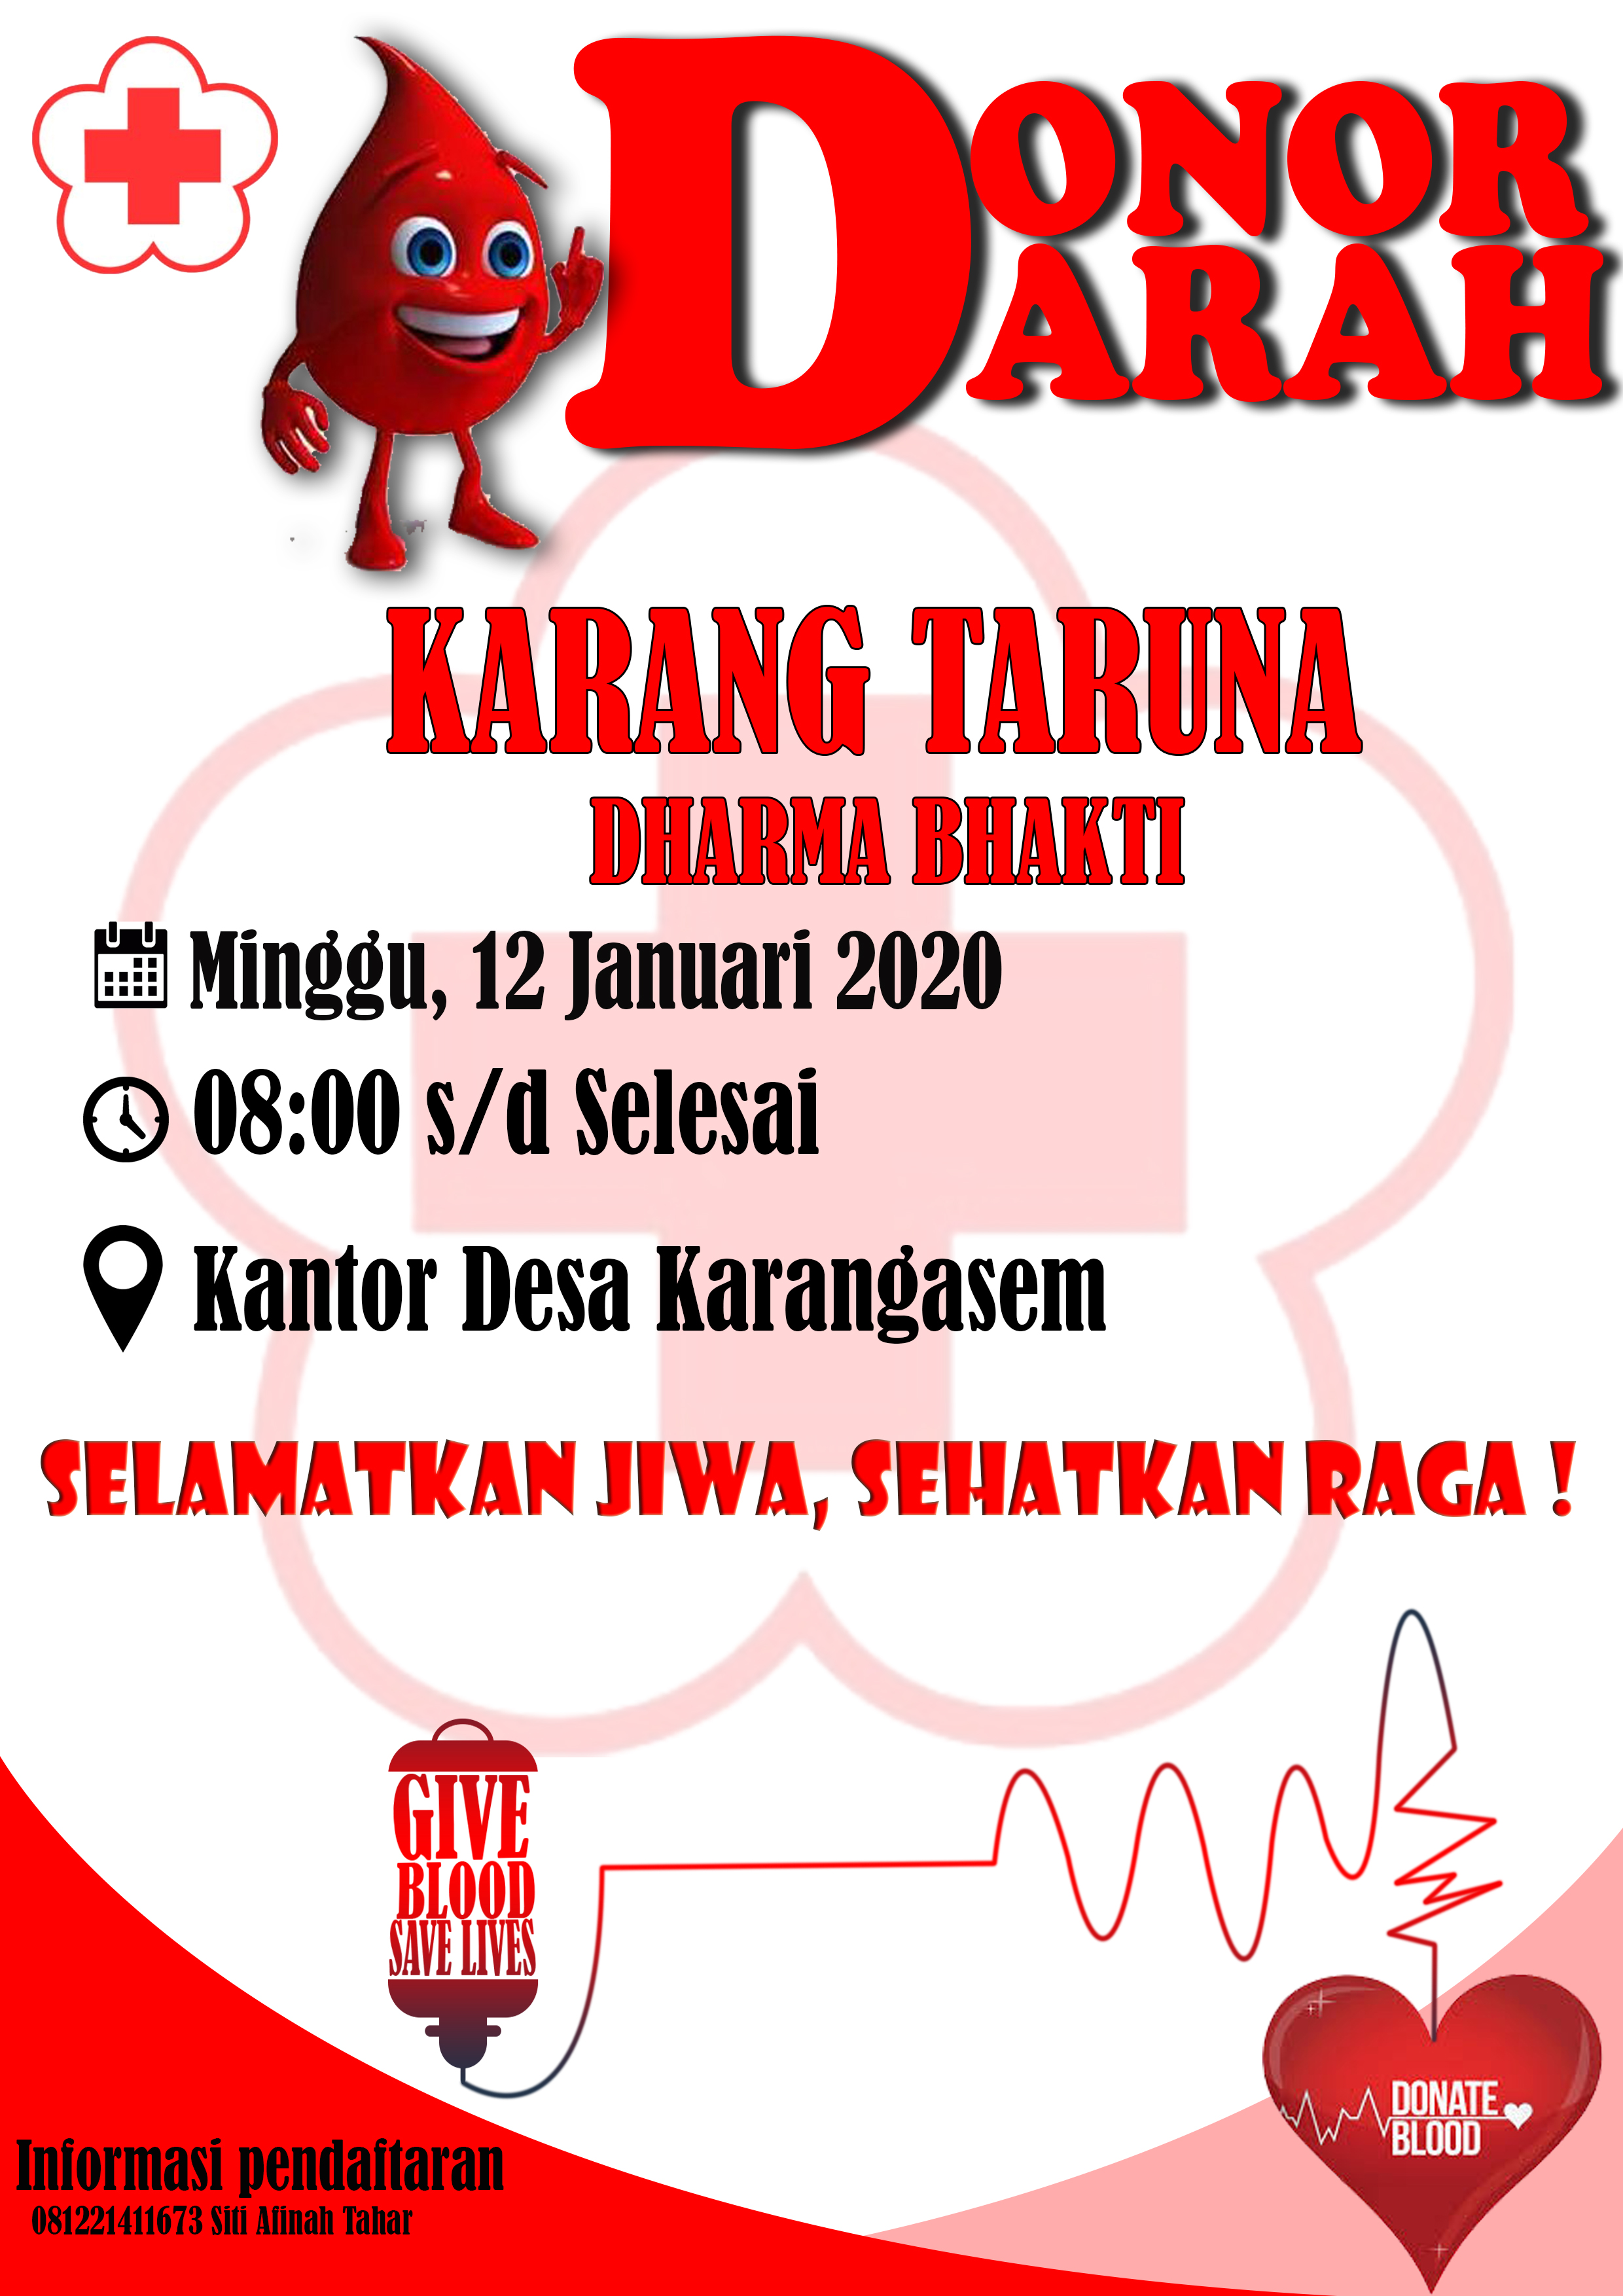 DONOR
DARAH
KARANG TARUNA
DHARMA BHAKTI
Minggu, 12 Januari 2020
08:00 s/d Selesai
Kantor Desa Karangasem
SELAMATKAN JIWA, SEHATKAN RAGA !
GIVE
BLOOD
SAVE LIVES
DONATE
BLOOD
Informasi pendaftaran
081221411673 Siti Afinah Tahar